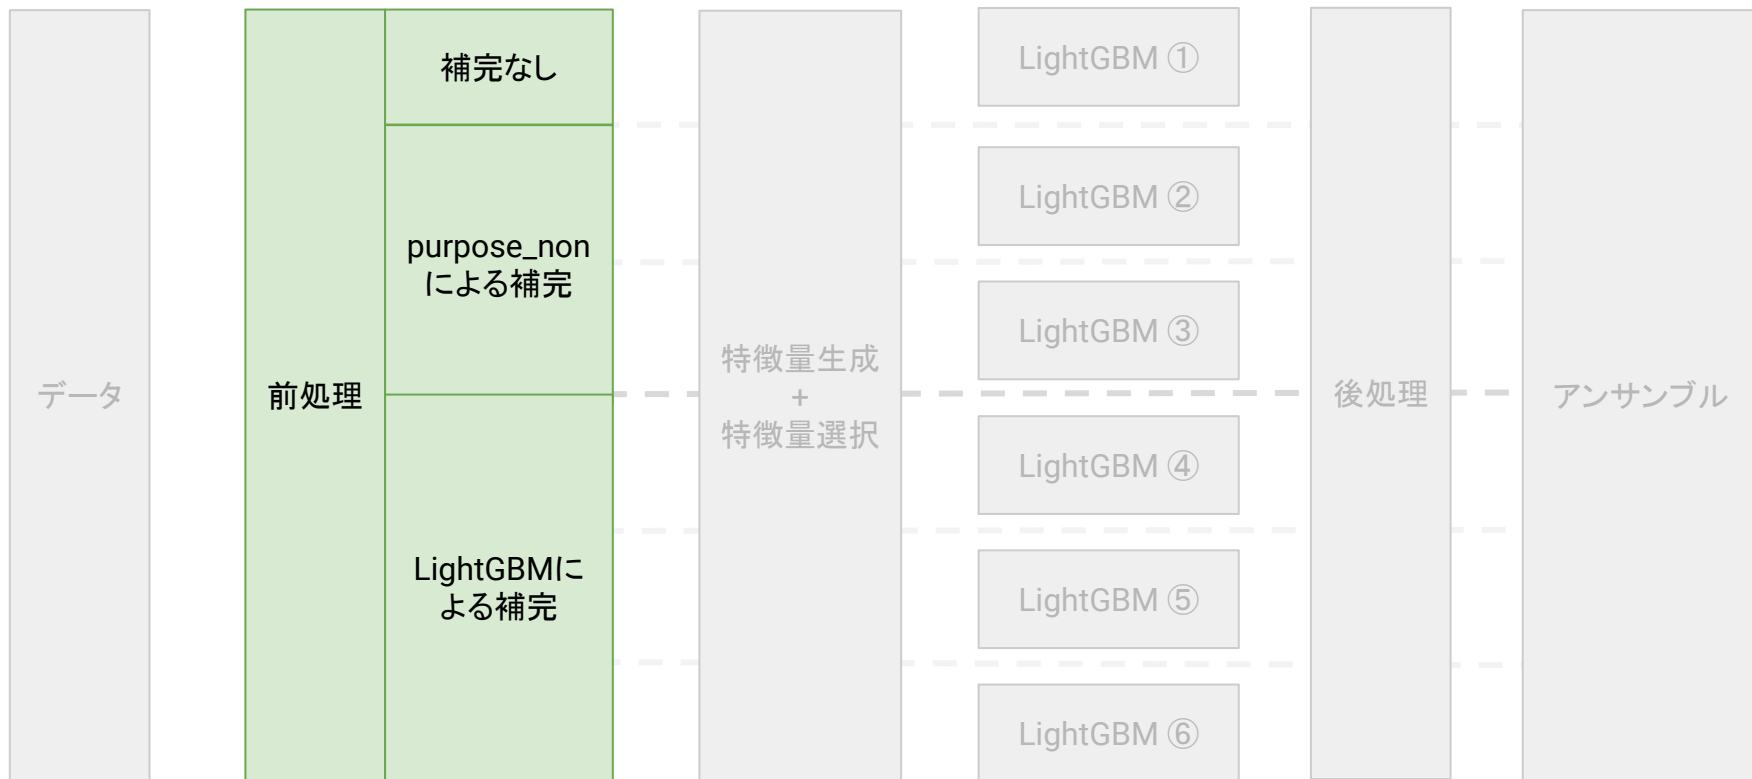 データ
前処理
補完なし
purpose_non
による補完
LightGBMに
よる補完
特徴量生成
+
特徴量選択
LightGBM ①
LightGBM ②
LightGBM ③
LightGBM ④
LightGBM ⑤
LightGBM ⑥
後処理
アンサンブル